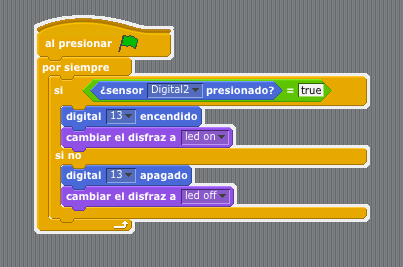 al presionar
por siempre
si ¿sensor Digital2 presionado? = true
digital 13 encendido
cambiar el disfraz a led on
si no
digital 13 apagado
cambiar el disfraz a led off